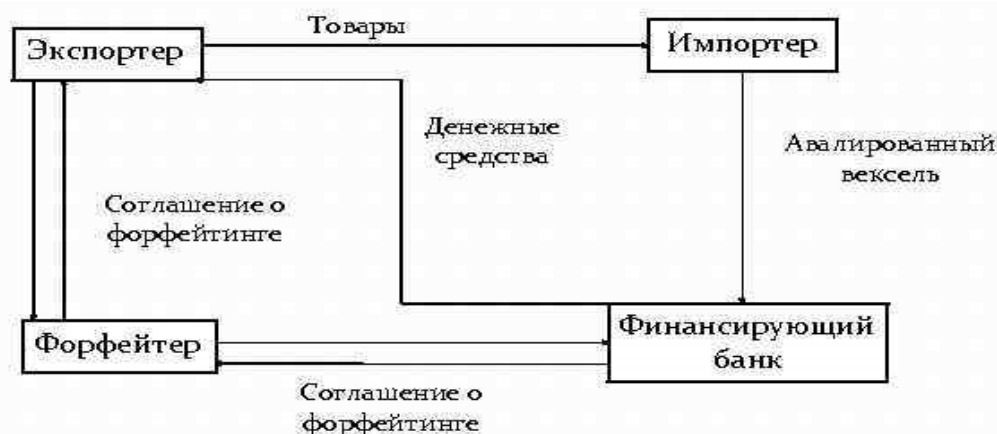 Товары
Экспортер
Импортер
Денежные
средства
Авалированный
вексель
Соглашение о
форфейтинге
Форфейтер
Финансирующий
банк
Соглашение о
форфейтинге